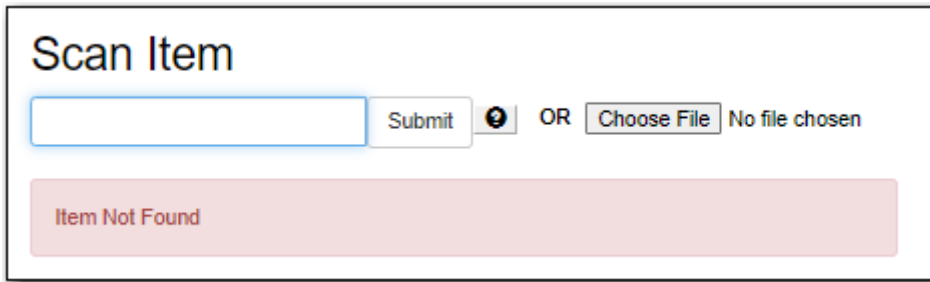 Scan Item
Submit ? OR Choose File No file chosen
Item Not Found